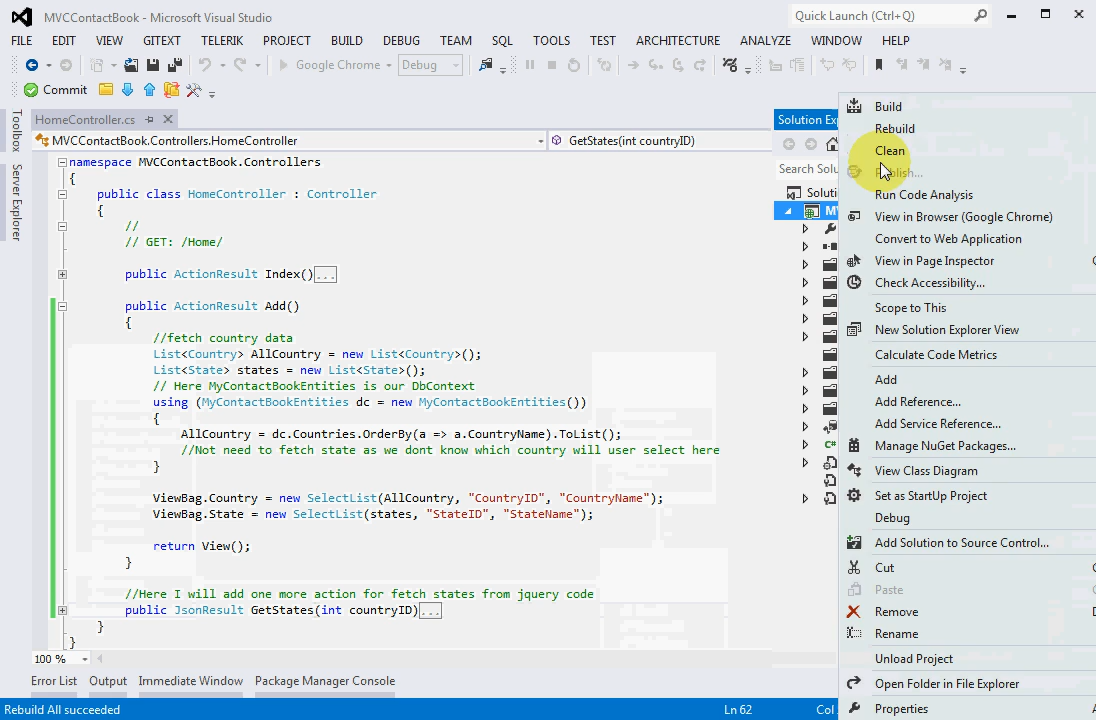 MVCContactBook - Microsoft Visual Studio
Quick Launch (Ctrl+Q)
FILE EDIT VIEW GITEXT TELERIK PROJECT BUILD DEBUG TEAM SQL TOOLS TEST ARCHITECTURE ANALYZE WINDOW HELP
Google Chrome Debug
Commit
Toolbox
Server Explorer
HomeController.cs
MVCContactBook.Controllers.HomeController
GetStates(int countryID)
namespace MVCContactBook.Controllers
{
public class HomeController : Controller
{
//
// GET: /Home/
public ActionResult Index()...
public ActionResult Add()
{
//fetch country data
List<Country> AllCountry = new List<Country>();
List<State> states = new List<State>();
// Here MyContactBookEntities is our DbContext
using (MyContactBookEntities dc = new MyContactBookEntities())
{
AllCountry = dc.Countries.OrderBy(a => a.CountryName).ToList();
//Not need to fetch state as we dont know which country will user select here
}
ViewBag.Country = new SelectList(AllCountry, "CountryID", "CountryName");
ViewBag.State = new SelectList(states, "StateID", "StateName");
return View();
}
//Here I will add one more action for fetch states from jquery code
public JsonResult GetStates(int countryID)...
}
}
100 %
Error List Output Immediate Window Package Manager Console
Rebuild All succeeded
Ln 62
Col
Solution Exp
Search Solu
Soluti
MV
C#
Build
Rebuild
Clean
Publish...
Run Code Analysis
View in Browser (Google Chrome)
Convert to Web Application
View in Page Inspector
Check Accessibility...
Scope to This
New Solution Explorer View
Calculate Code Metrics
Add
Add Reference...
Add Service Reference...
Manage NuGet Packages...
View Class Diagram
Set as StartUp Project
Debug
Add Solution to Source Control...
Cut
Paste
Remove
Rename
Unload Project
Open Folder in File Explorer
Properties